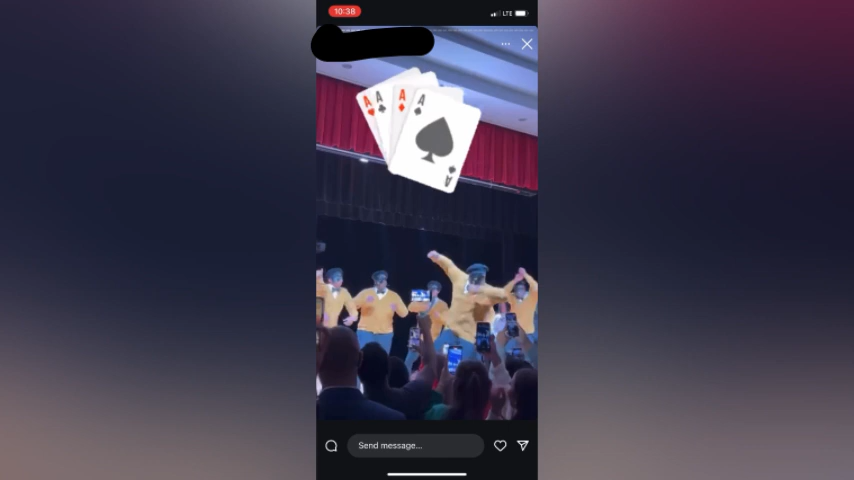 10:38
LTE
A A A A
A
Send message...